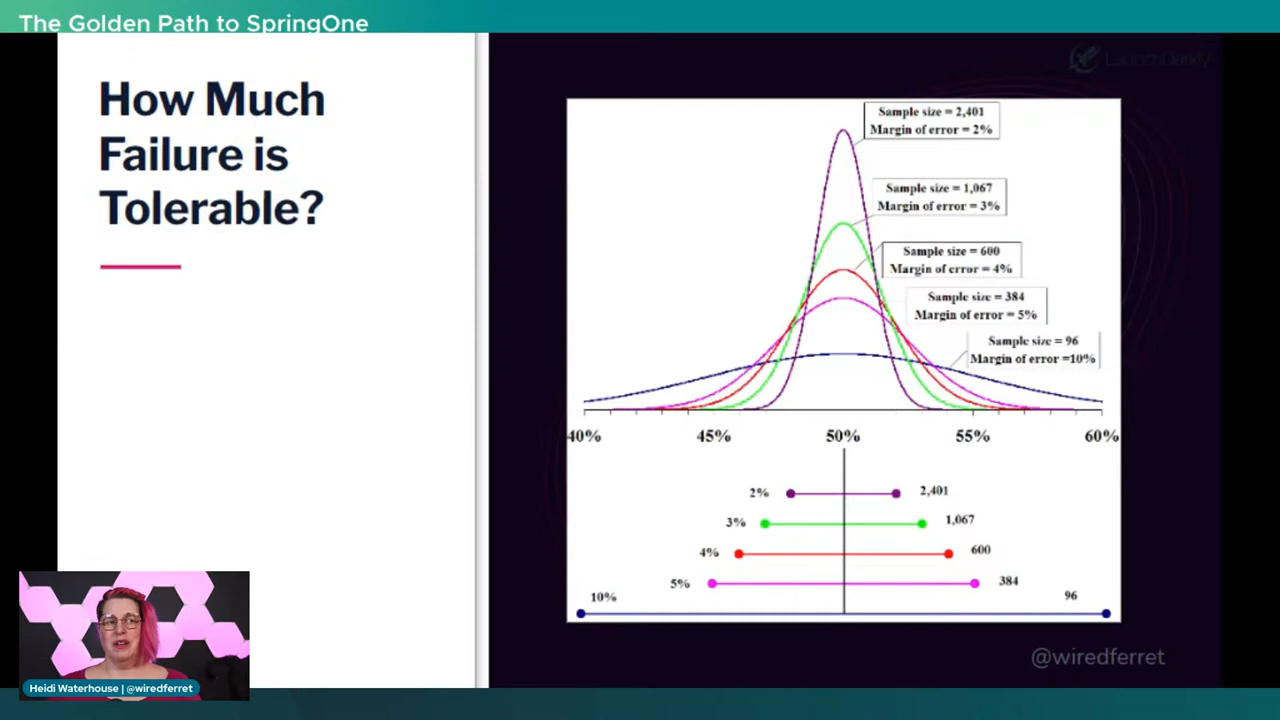 The Golden Path to SpringOne
How Much
Failure is
Tolerable?
LaunchDarkly
Sample size = 2,401
Margin of error = 2%
Sample size = 1,067
Margin of error = 3%
Sample size = 600
Margin of error = 4%
Sample size = 384
Margin of error = 5%
Sample size = 96
Margin of error =10%
40%
45%
50%
55%
60%
2%
2,401
3%
1,067
4%
600
5%
384
10%
96
@wiredferret
Heidi Waterhouse | @wiredferret